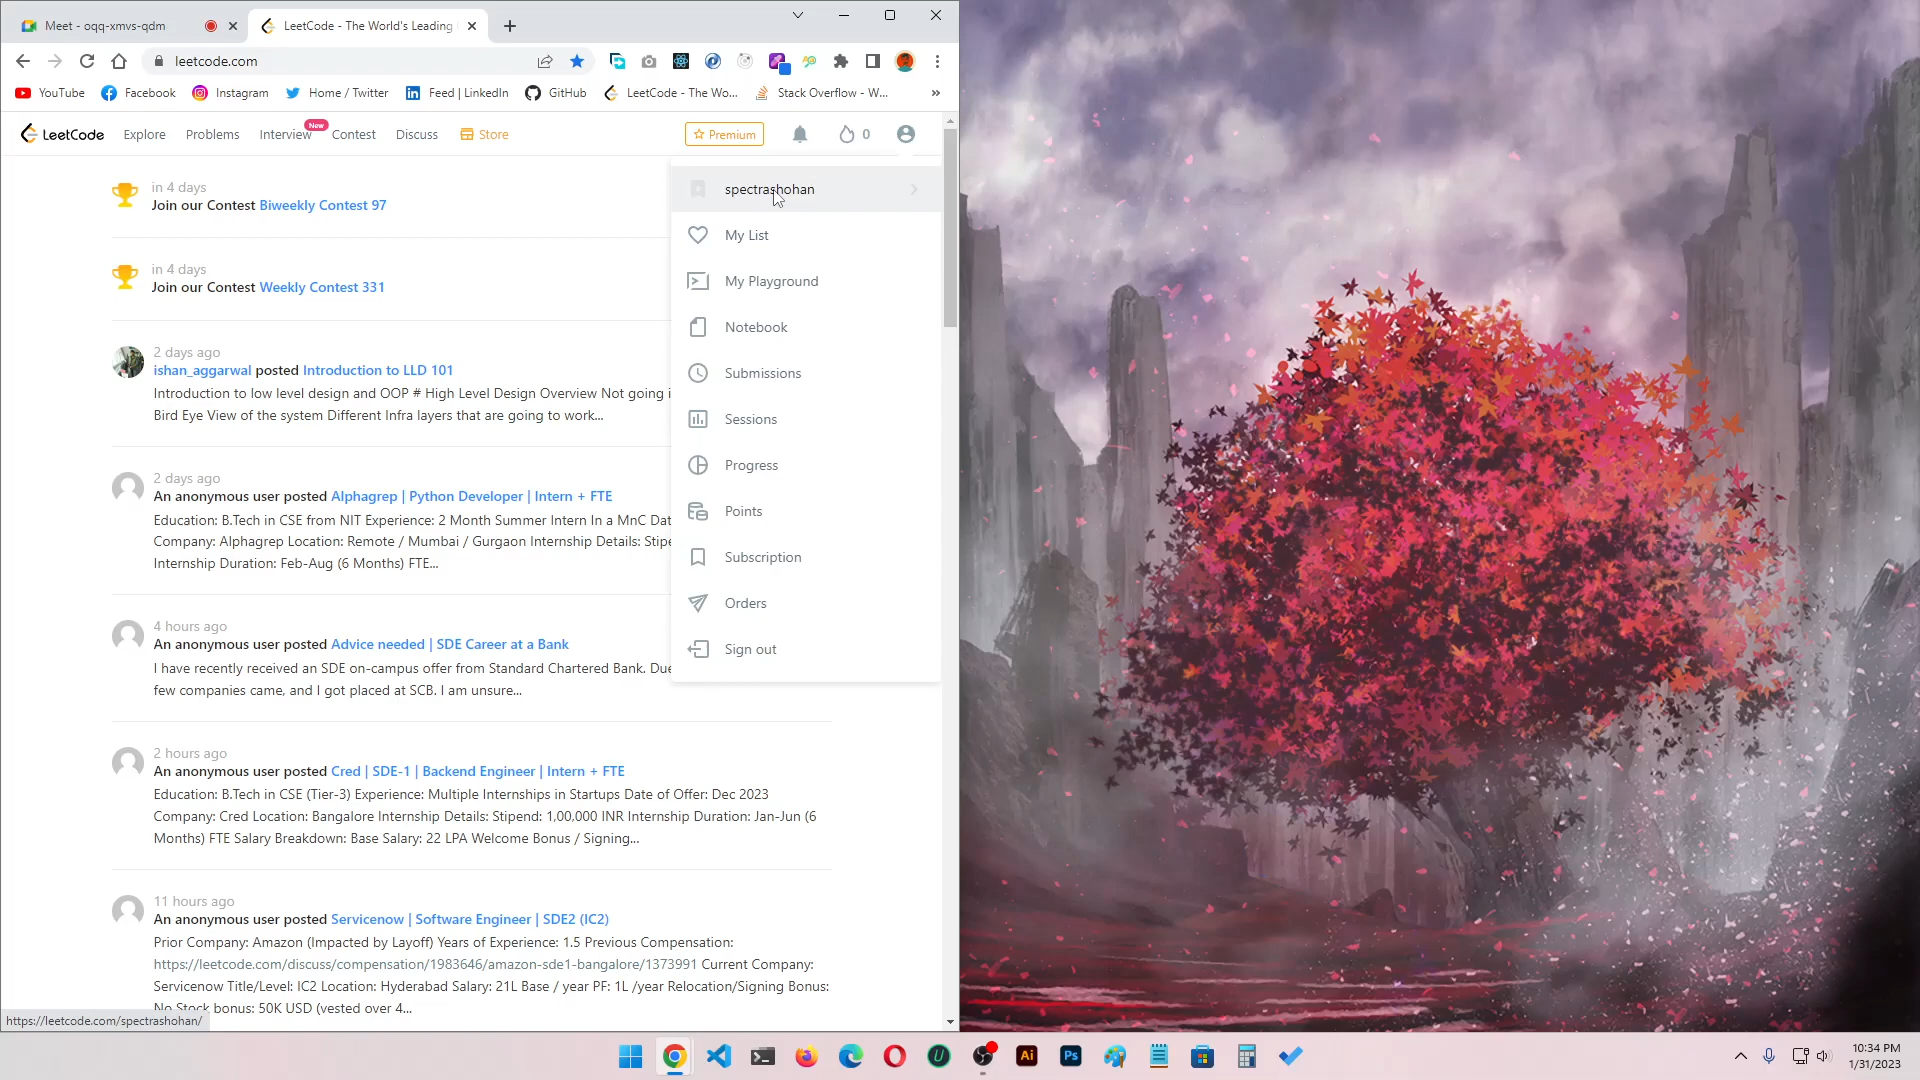 Meet - oqq-xmvs-qdm
LeetCode - The World's Leading
leetcode.com
YouTube
Facebook
Instagram
Home / Twitter
Feed | LinkedIn
GitHub
LeetCode - The Wo...
Stack Overflow - W...
»
LeetCode
Explore
Problems
Interview
New
Contest
Discuss
Store
Premium
0
in 4 days
Join our Contest Biweekly Contest 97
in 4 days
Join our Contest Weekly Contest 331
2 days ago
ishan_aggarwal posted Introduction to LLD 101
Introduction to low level design and OOP # High Level Design Overview Not going i
Bird Eye View of the system Different Infra layers that are going to work...
2 days ago
An anonymous user posted Alphagrep | Python Developer | Intern + FTE
Education: B.Tech in CSE from NIT Experience: 2 Month Summer Intern In a MnC Dat
Company: Alphagrep Location: Remote / Mumbai / Gurgaon Internship Details: Stipe
Internship Duration: Feb-Aug (6 Months) FTE...
4 hours ago
An anonymous user posted Advice needed | SDE Career at a Bank
I have recently received an SDE on-campus offer from Standard Chartered Bank. Due
few companies came, and I got placed at SCB. I am unsure...
2 hours ago
An anonymous user posted Cred | SDE-1 | Backend Engineer | Intern + FTE
Education: B.Tech in CSE (Tier-3) Experience: Multiple Internships in Startups Date of Offer: Dec 2023
Company: Cred Location: Bangalore Internship Details: Stipend: 1,00,000 INR Internship Duration: Jan-Jun (6
Months) FTE Salary Breakdown: Base Salary: 22 LPA Welcome Bonus / Signing...
11 hours ago
An anonymous user posted Servicenow | Software Engineer | SDE2 (IC2)
Prior Company: Amazon (Impacted by Layoff) Years of Experience: 1.5 Previous Compensation:
https://leetcode.com/discuss/compensation/1983646/amazon-sde1-bangalore/1373991 Current Company:
Servicenow Title/Level: IC2 Location: Hyderabad Salary: 21L Base / year PF: 1L /year Relocation/Signing Bonus:
No Stock bonus: 50K USD (vested over 4...
spectrashohan
My List
My Playground
Notebook
Submissions
Sessions
Progress
Points
Subscription
Orders
Sign out
https://leetcode.com/spectrashohan/
Ai
Ps
10:34 PM
1/31/2023